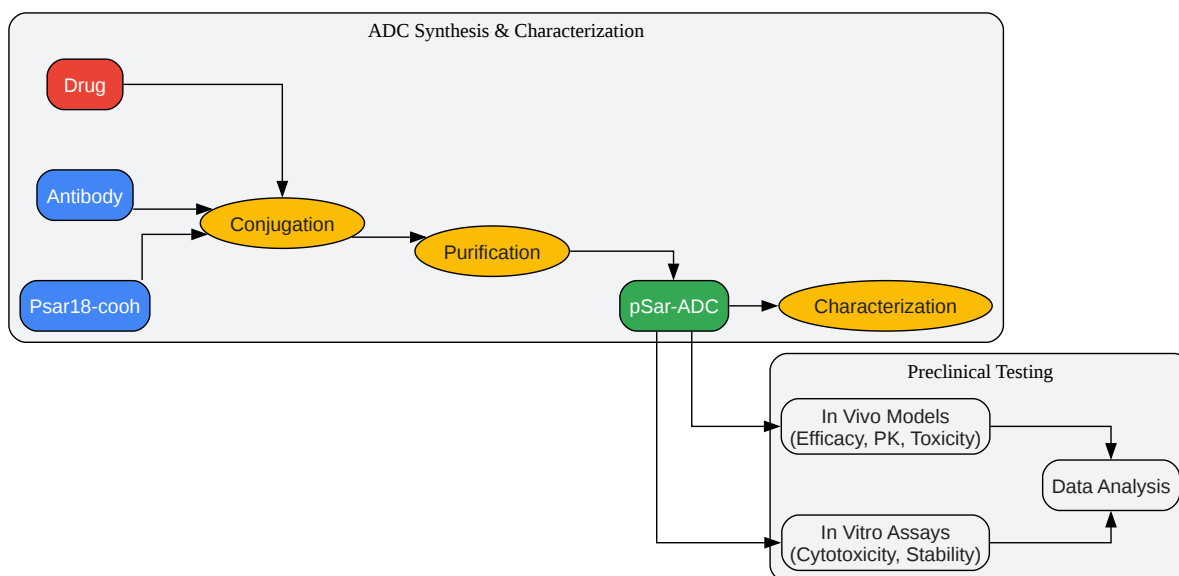 ADC Synthesis & Characterization
Drug
Antibody
Conjugation
Purification
Psar18-cooh
pSar-ADC
Characterization
Preclinical Testing
In Vivo Models
(Efficacy, PK, Toxicity)
Data Analysis
In Vitro Assays
(Cytotoxicity, Stability)